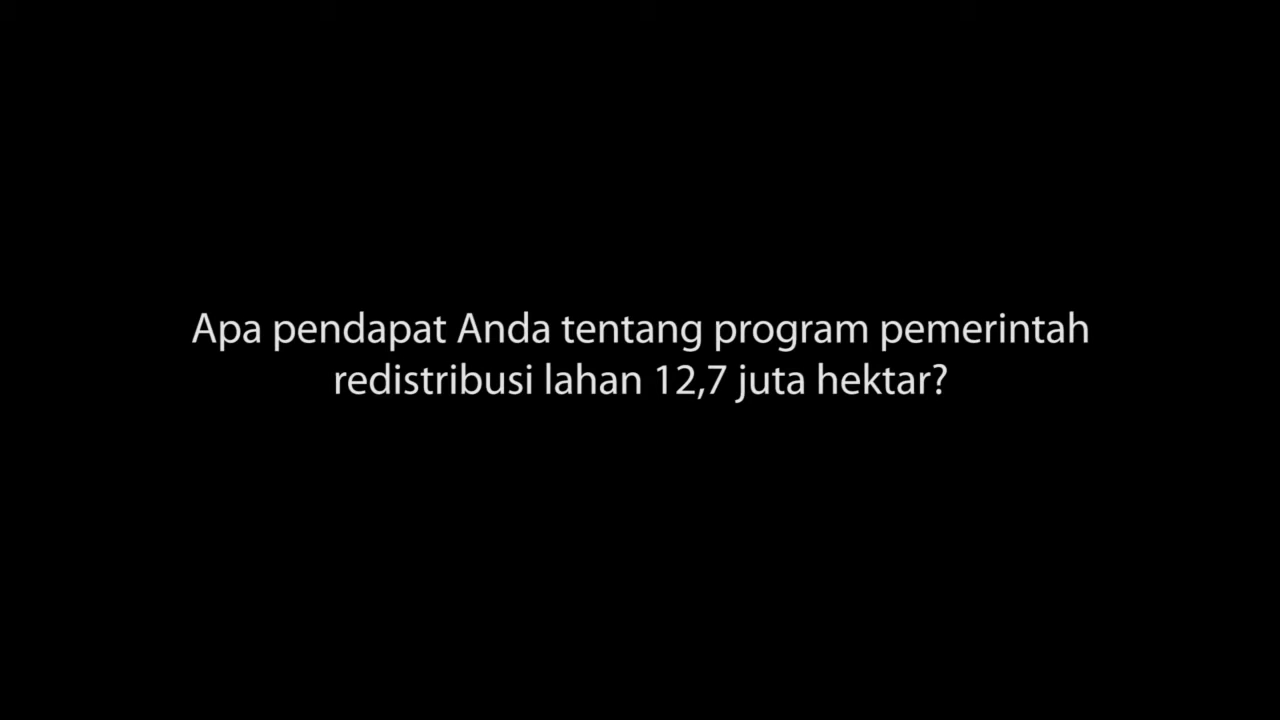 Apa pendapat Anda tentang program pemerintah
redistribusi lahan 12,7 juta hektar?